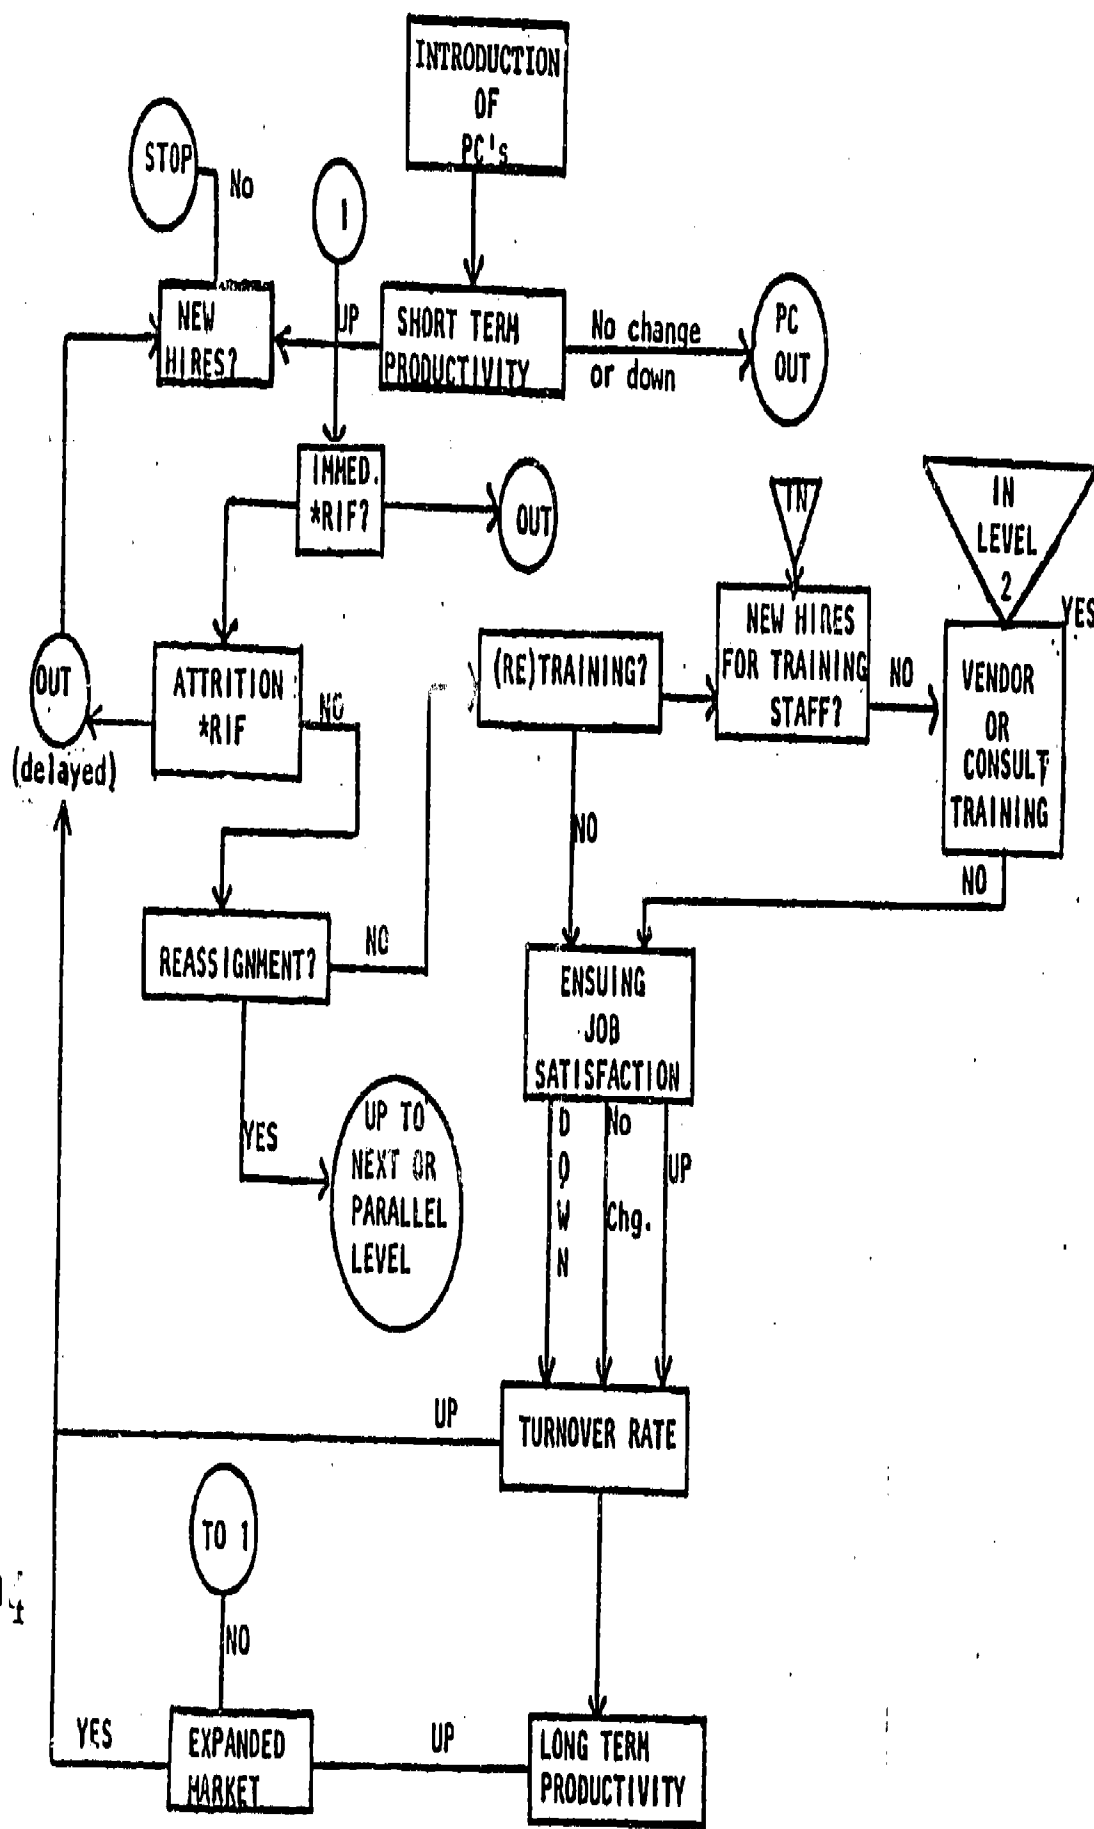 INTRODUCTION
OF
PC's
STOP
No
1
NEW
HIRES?
UP
SHORT TERM
PRODUCTIVITY
No change
or down
PC
OUT
IMMED.
*RIF?
OUT
IN
IN
LEVEL
2
YES
OUT
(delayed)
ATTRITION
*RIF
NO
(RE)TRAINING?
NEW HIRES
FOR TRAINING
STAFF?
NO
VENDOR
OR
CONSULT
TRAINING
NO
NO
REASSIGNMENT?
NO
ENSUING
JOB
SATISFACTION
YES
UP TO
NEXT OR
PARALLEL
LEVEL
DOWN
No
Chg.
UP
UP
TURNOVER RATE
TO 1
NO
YES
EXPANDED
MARKET
UP
LONG TERM
PRODUCTIVITY